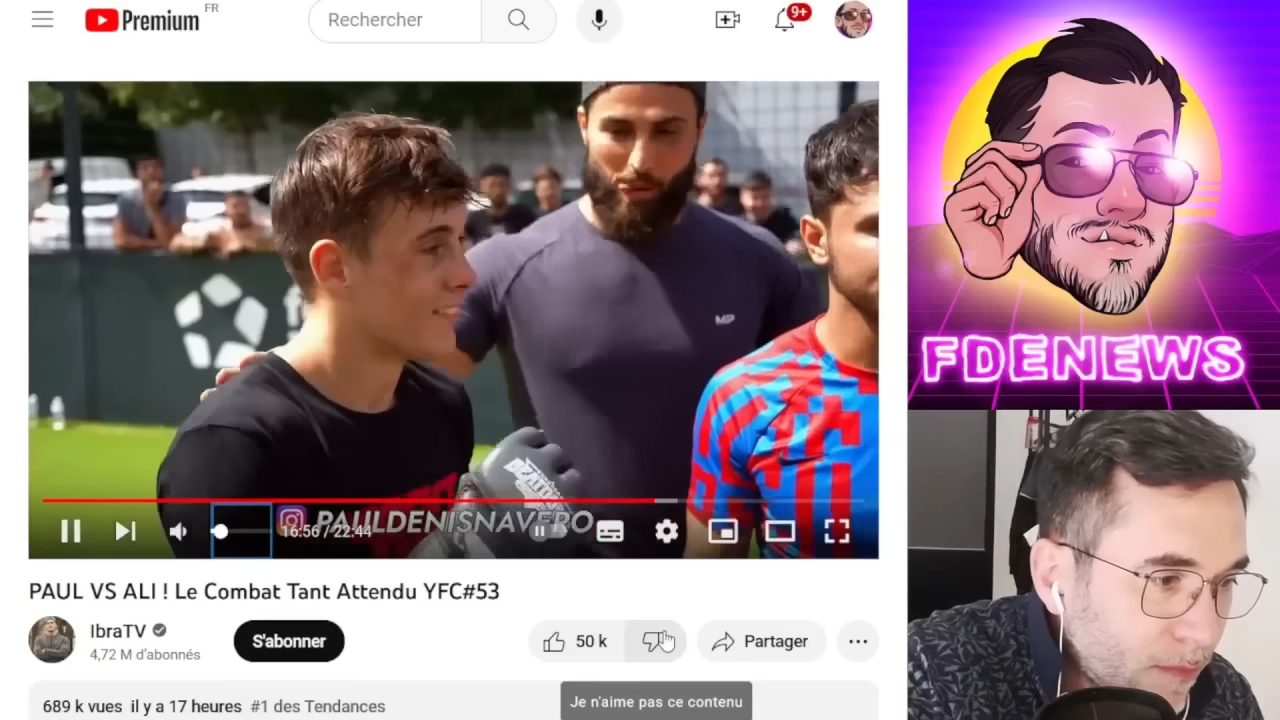 Premium FR
Rechercher
9+
MP
PAULDENISNAVERO
16:56 / 22:44
PAUL VS ALI ! Le Combat Tant Attendu YFC#53
IbraTV
4,72 M d'abonnés
S'abonner
50 k
Partager
689 k vues il y a 17 heures #1 des Tendances
Je n'aime pas ce contenu
FDENEWS